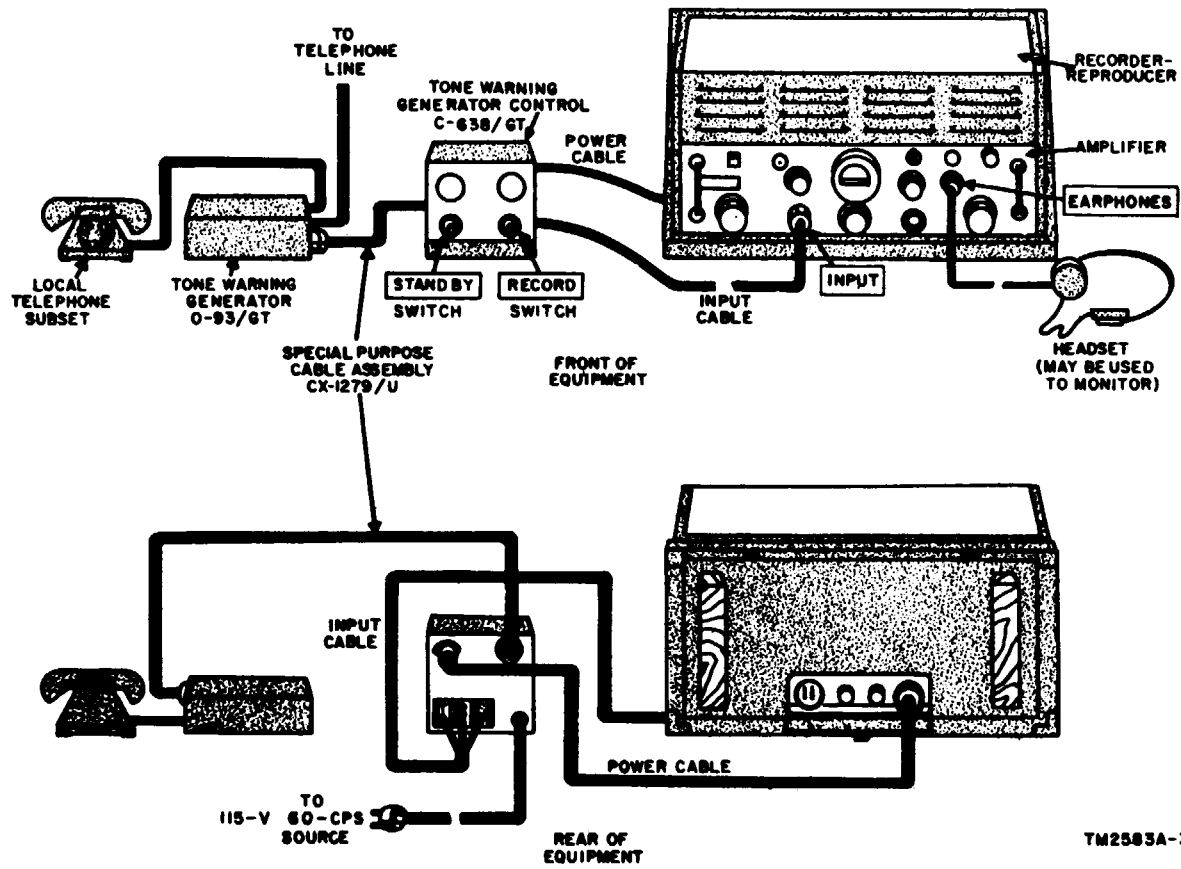 TO
TELEPHONE
LINE
TONE WARNING
GENERATOR CONTROL
C-638/GT
POWER
CABLE
RECORDER-
REPRODUCER
AMPLIFIER
EARPHONES
LOCAL
TELEPHONE
SUBSET
TONE WARNING
GENERATOR
O-93/GT
STANDBY
SWITCH
RECORD
SWITCH
INPUT
INPUT
CABLE
HEADSET
(MAY BE USED
TO MONITOR)
SPECIAL PURPOSE
CABLE ASSEMBLY
CX-1279/U
FRONT OF
EQUIPMENT
INPUT
CABLE
POWER CABLE
TO
115-V 60-CPS
SOURCE
REAR OF
EQUIPMENT